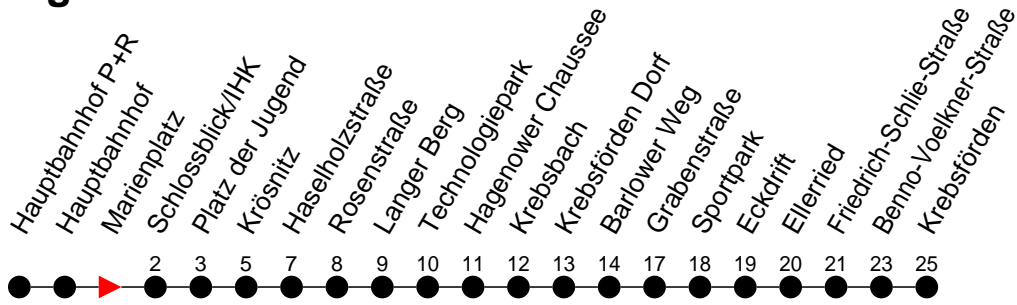 Hauptbahnhof P+R
Hauptbahnhof
Marienplatz
Schlossblick/IHK
Platz der Jugend
Krösnitz
Haselholzstraße
Rosenstraße
Langer Berg
Technologiepark
Hagenower Chaussee
Krebsbach
Krebsförden Dorf
Barlower Weg
Grabenstraße
Sportpark
Eckdrift
Ellerried
Friedrich-Schlie-Straße
Benno-Voelkner-Straße
Krebsförden
2 3 5 7 8 9 10 11 12 13 14 17 18 19 20 21 23 25